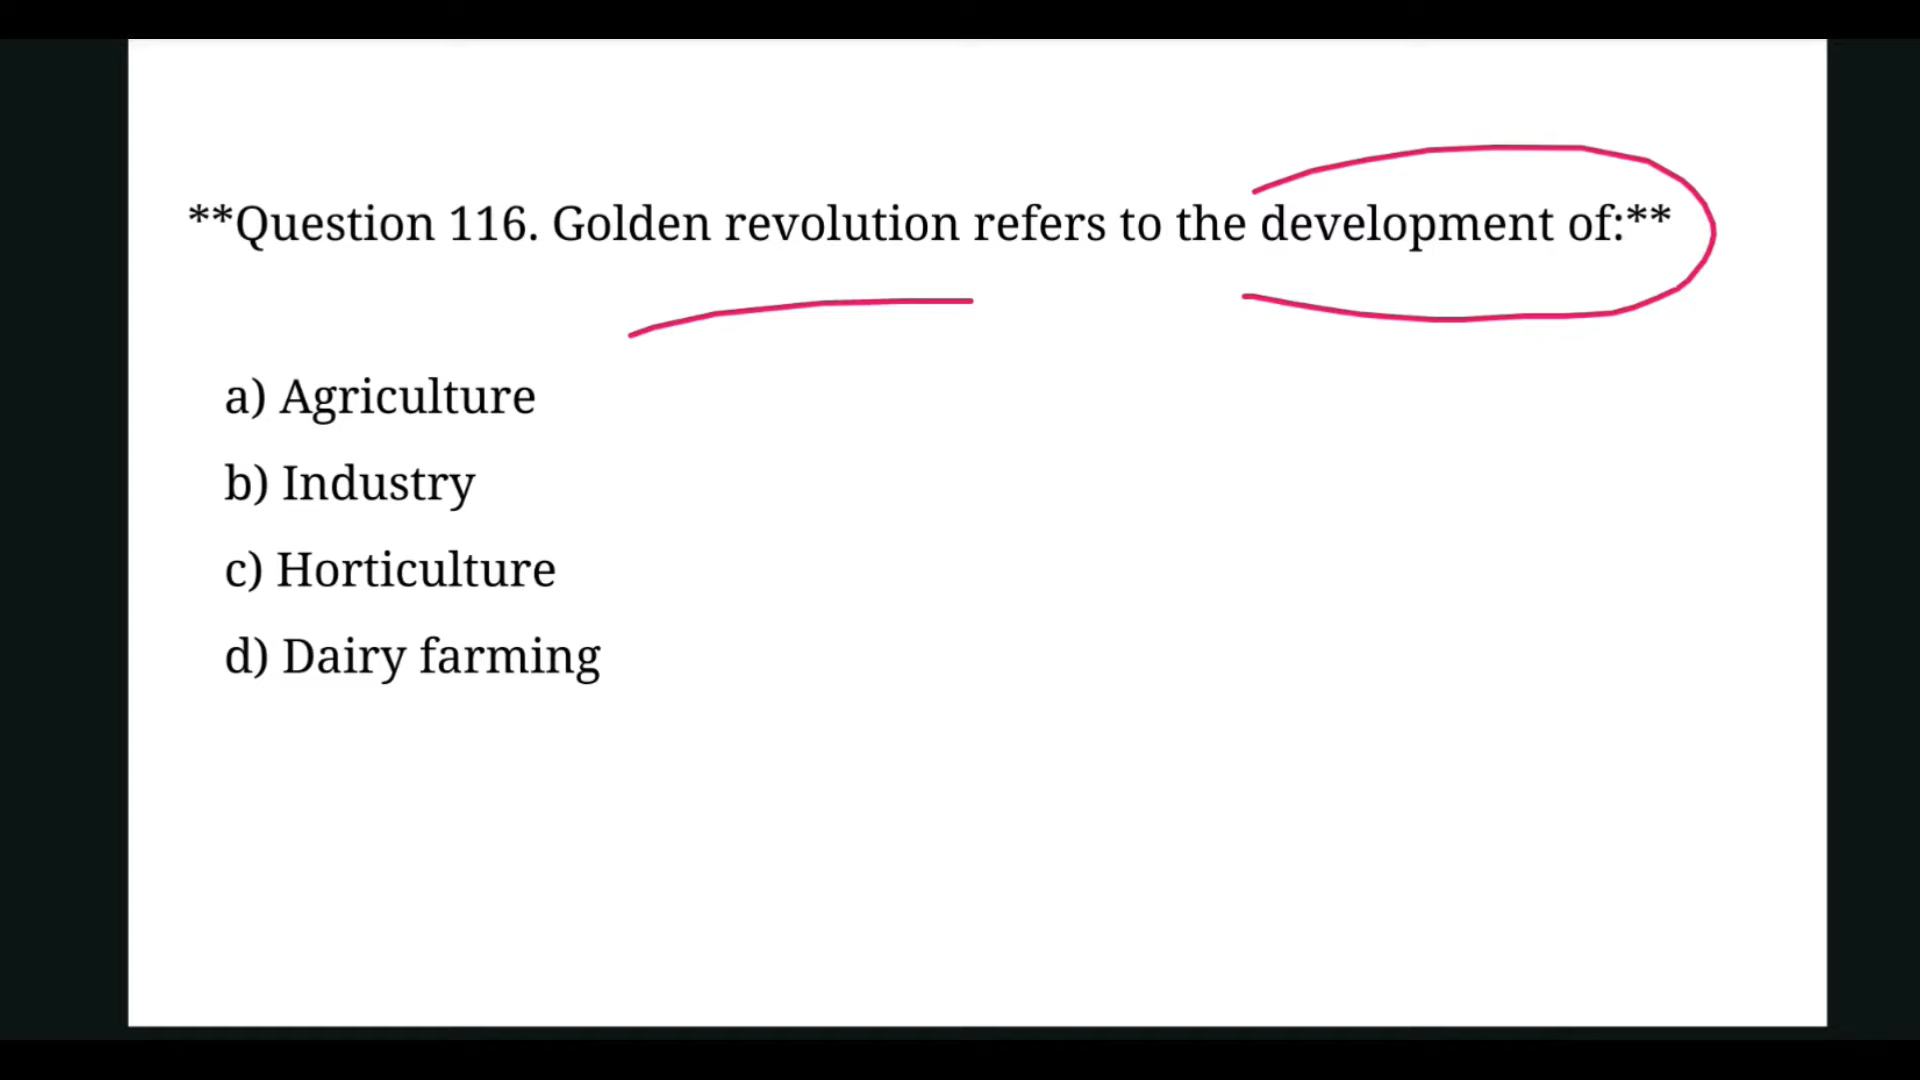 **Question 116. Golden revolution refers to the development of:**
a) Agriculture
b) Industry
c) Horticulture
d) Dairy farming